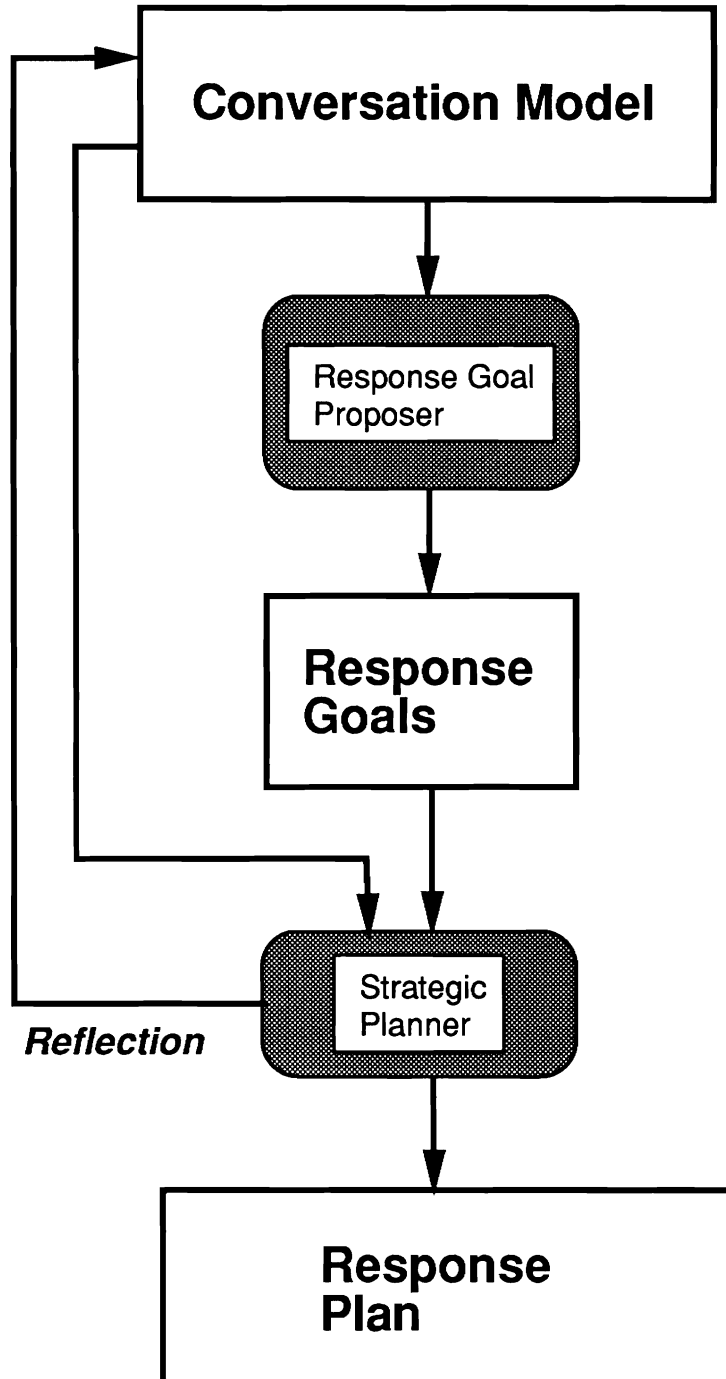 Conversation Model
Response Goal
Proposer
Response
Goals
Strategic
Planner
Reflection
Response
Plan